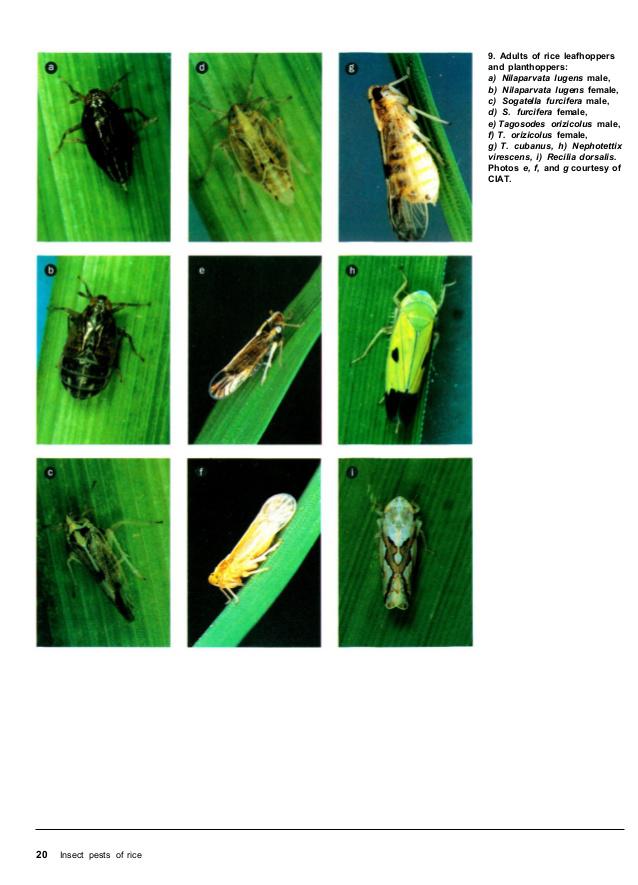 a
d
g
b
e
h
c
f
i
9. Adults of rice leafhoppers
and planthoppers:
a) Nilaparvata lugens male,
b) Nilaparvata lugens female,
c) Sogatella furcifera male,
d) S. furcifera female,
e) Tagosodes orizicolus male,
f) T. orizicolus female,
g) T. cubanus, h) Nephotettix
virescens, i) Recilia dorsalis.
Photos e, f, and g courtesy of
CIAT.
20 Insect pests of rice